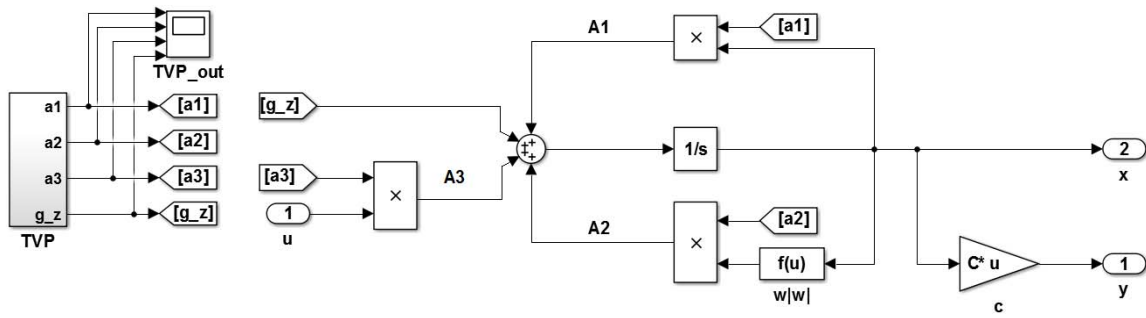 TVP_out
a1
a2
a3
g_z
TVP
[a1]
[a2]
[a3]
[g_z]
[g_z]
[a3]
1
u
×
A3
A1
×
[a1]
+
+
+
+
1/s
A2
×
[a2]
f(u)
w|w|
2
x
C* u
c
1
y